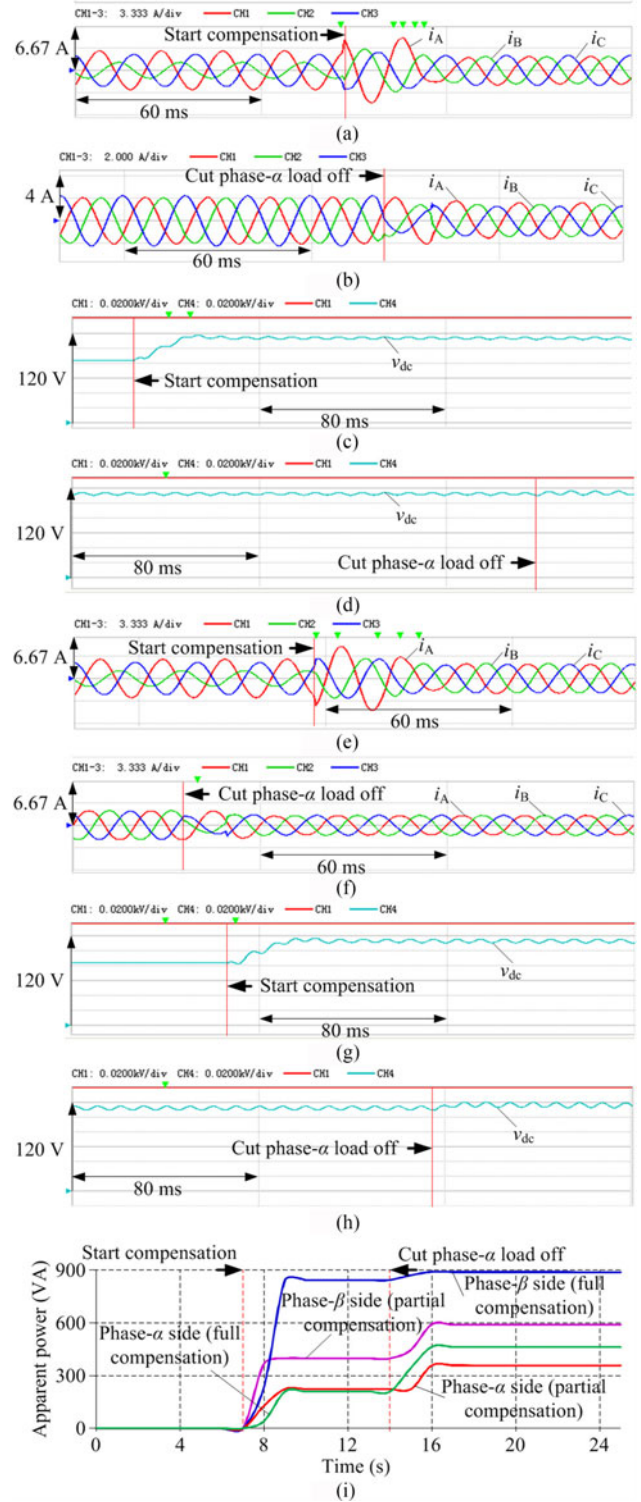 CH1-3: 3.333 A/div CH1 CH2 CH3
Start compensation
iA
iB
iC
6.67 A
60 ms
(a)
CH1-3: 2.000 A/div CH1 CH2 CH3
Cut phase-α load off
iA
iB
iC
4 A
60 ms
(b)
CH1: 0.0200kV/div CH4: 0.0200kV/div CH1 CH4
vdc
120 V
Start compensation
80 ms
(c)
CH1: 0.0200kV/div CH4: 0.0200kV/div CH1 CH4
vdc
120 V
80 ms
Cut phase-α load off
(d)
CH1-3: 3.333 A/div CH1 CH2 CH3
Start compensation
iA
iB
iC
6.67 A
60 ms
(e)
CH1-3: 3.333 A/div CH1 CH2 CH3
Cut phase-α load off
6.67 A
iA
iB
iC
60 ms
(f)
CH1: 0.0200kV/div CH4: 0.0200kV/div CH1 CH4
vdc
120 V
Start compensation
80 ms
(g)
CH1: 0.0200kV/div CH4: 0.0200kV/div CH1 CH4
vdc
120 V
Cut phase-α load off
80 ms
(h)
Start compensation
Cut phase-α load off
900
600
300
0
Apparent power (VA)
Phase-β side (full
compensation)
Phase-β side (partial
compensation)
Phase-α side (full
compensation)
Phase-α side (partial
compensation)
0 4 8 12 16 20 24
Time (s)
(i)